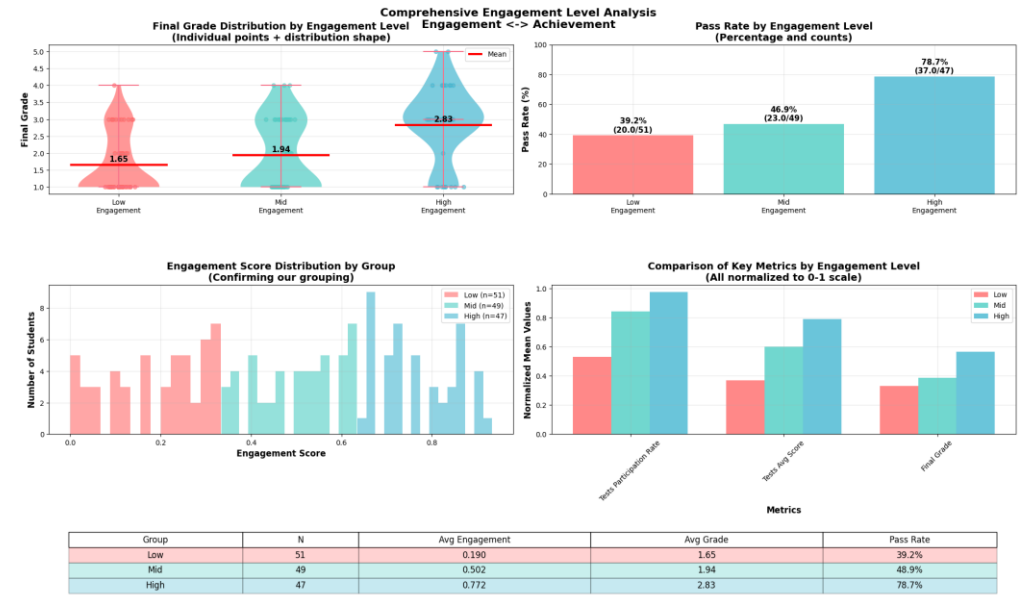 Comprehensive Engagement Level Analysis
Engagement <-> Achievement
Final Grade Distribution by Engagement Level
(Individual points + distribution shape)
Final Grade
5.0
4.5
4.0
3.5
3.0
2.5
2.0
1.5
1.0
Mean
1.65
1.94
2.83
Low
Engagement
Mid
Engagement
High
Engagement
Pass Rate by Engagement Level
(Percentage and counts)
Pass Rate (%)
100
80
60
40
20
0
39.2%
(20.0/51)
46.9%
(23.0/49)
78.7%
(37.0/47)
Low
Engagement
Mid
Engagement
High
Engagement
Engagement Score Distribution by Group
(Confirming our grouping)
Number of Students
8
6
4
2
0
Low (n=51)
Mid (n=49)
High (n=47)
0.0 0.2 0.4 0.6 0.8
Engagement Score
Comparison of Key Metrics by Engagement Level
(All normalized to 0-1 scale)
Normalized Mean Values
1.0
0.8
0.6
0.4
0.2
0.0
Low
Mid
High
Tests Participation Rate
Tests Avg Score
Final Grade
Metrics
Group N Avg Engagement Avg Grade Pass Rate
Low 51 0.190 1.65 39.2%
Mid 49 0.502 1.94 48.9%
High 47 0.772 2.83 78.7%